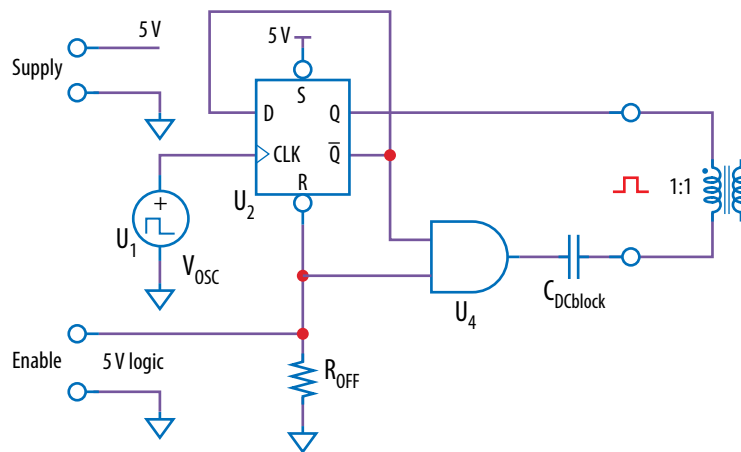 5 V
Supply
5 V
S
D
Q
CLK
Q̅
R
U2
+
U1
VOSC
1:1
U4
CDCblock
Enable
5 V logic
ROFF